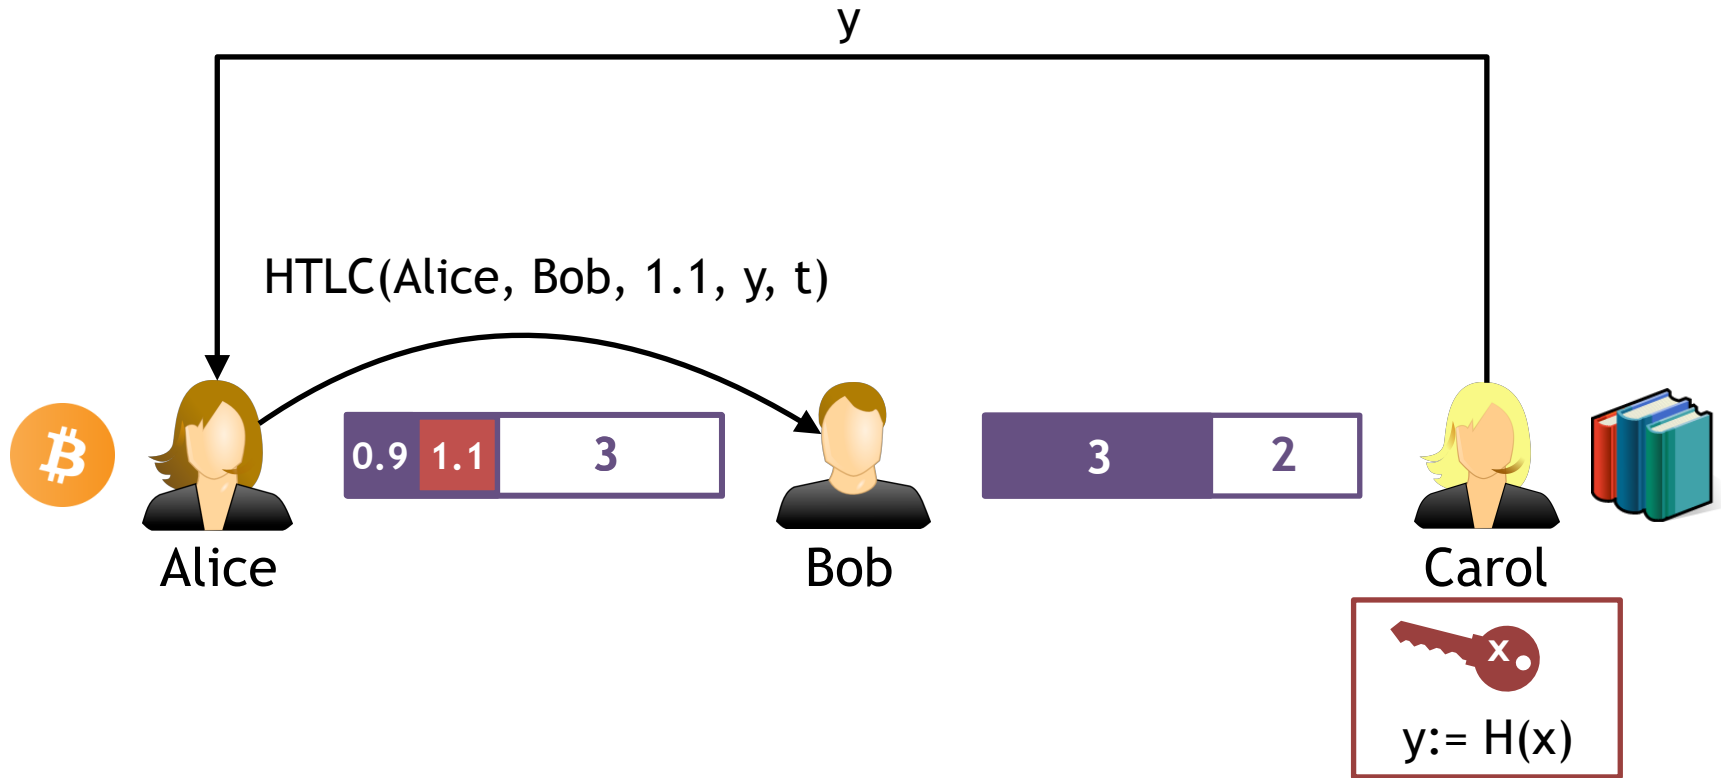 y
HTLC(Alice, Bob, 1.1, y, t)
0.9 1.1 3
3 2
Alice
Bob
Carol
x
y:= H(x)